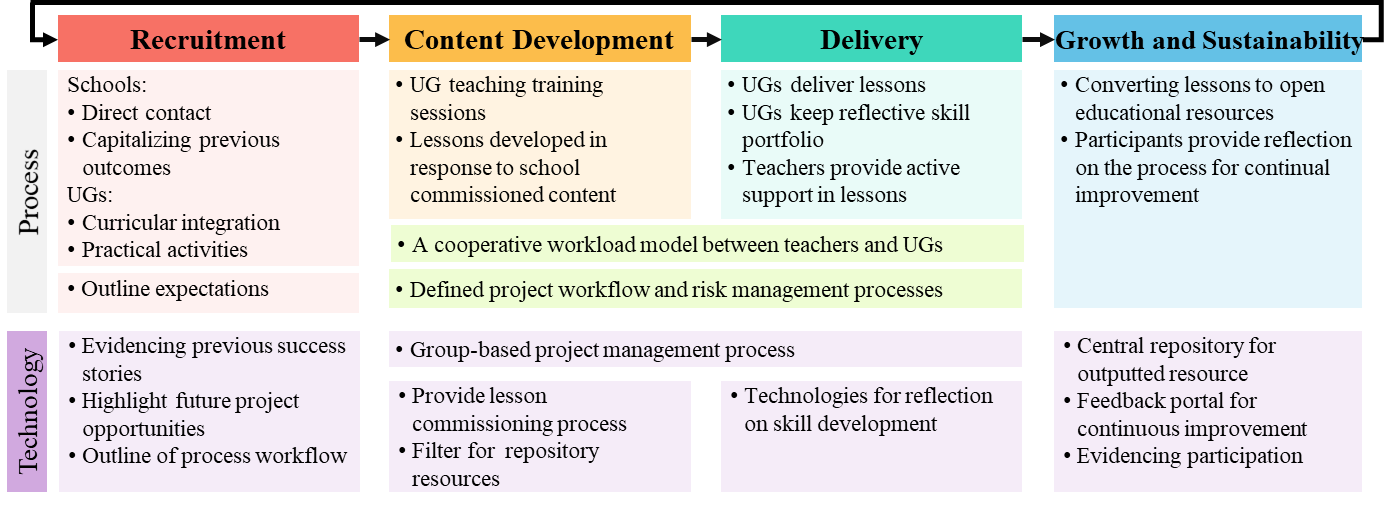 Recruitment
Content Development
Delivery
Growth and Sustainability
Process
Schools:
• Direct contact
• Capitalizing previous
outcomes
UGs:
• Curricular integration
• Practical activities
• Outline expectations
• UG teaching training
sessions
• Lessons developed in
response to school
commissioned content
• UGs deliver lessons
• UGs keep reflective skill
portfolio
• Teachers provide active
support in lessons
• A cooperative workload model between teachers and UGs
• Defined project workflow and risk management processes
• Converting lessons to open
educational resources
• Participants provide reflection
on the process for continual
improvement
Technology
• Evidencing previous success
stories
• Highlight future project
opportunities
• Outline of process workflow
• Group-based project management process
• Provide lesson
commissioning process
• Filter for repository
resources
• Technologies for reflection
on skill development
• Central repository for
outputted resource
• Feedback portal for
continuous improvement
• Evidencing participation